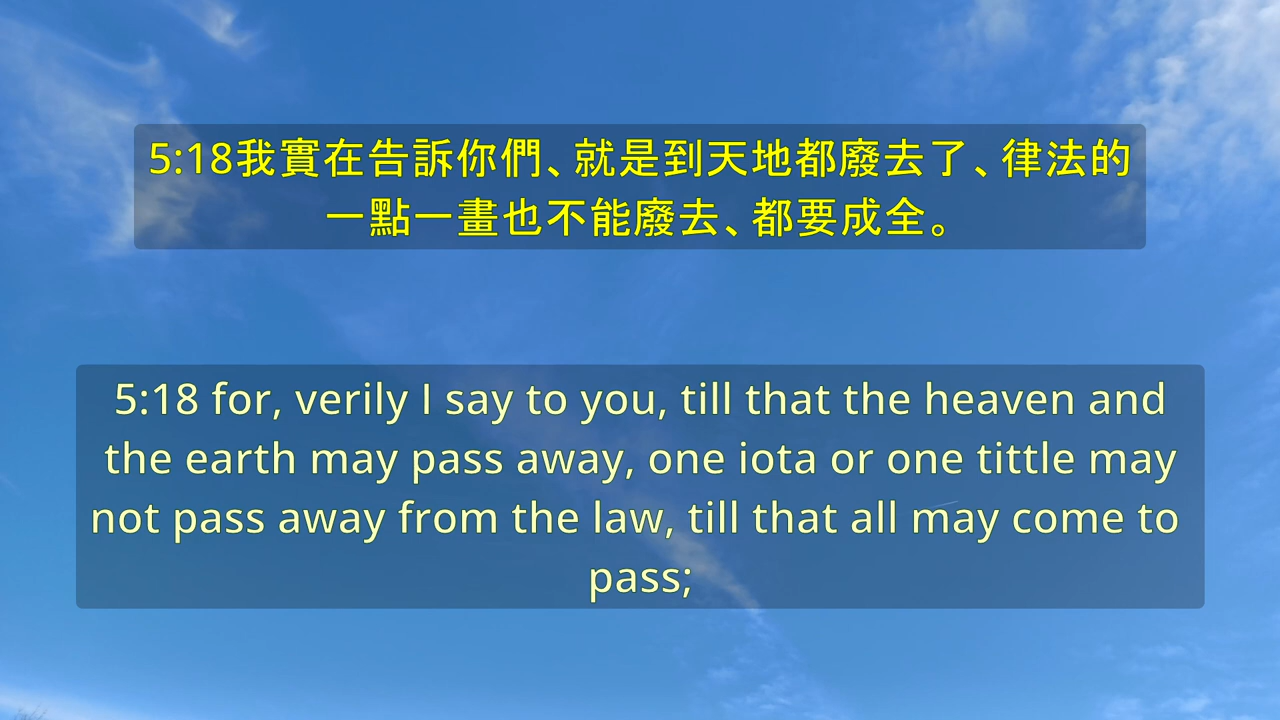 5:18我實在告訴你們、就是到天地都廢去了、律法的
一點一畫也不能廢去、都要成全。
5:18 for, verily I say to you, till that the heaven and
the earth may pass away, one iota or one tittle may
not pass away from the law, till that all may come to
pass;